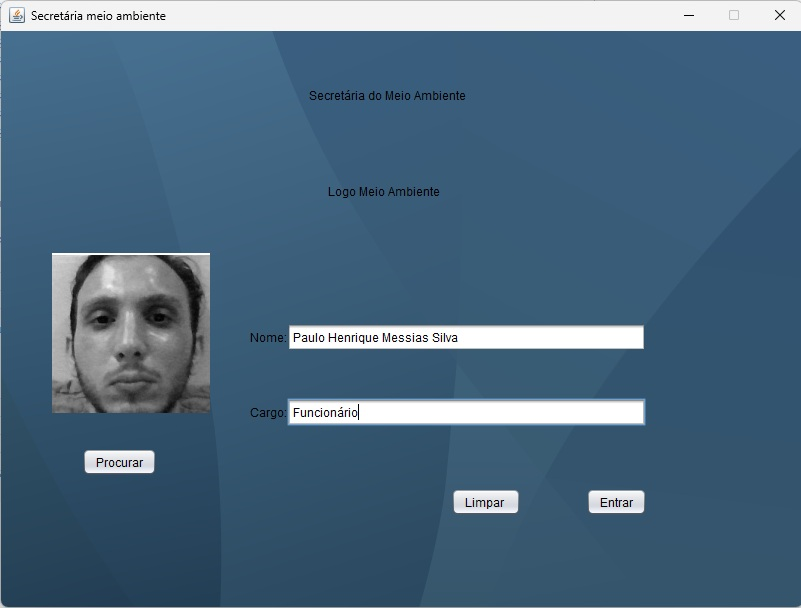 Secretária meio ambiente
Secretária do Meio Ambiente
Logo Meio Ambiente
Nome: Paulo Henrique Messias Silva
Cargo: Funcionário
Procurar
Limpar Entrar